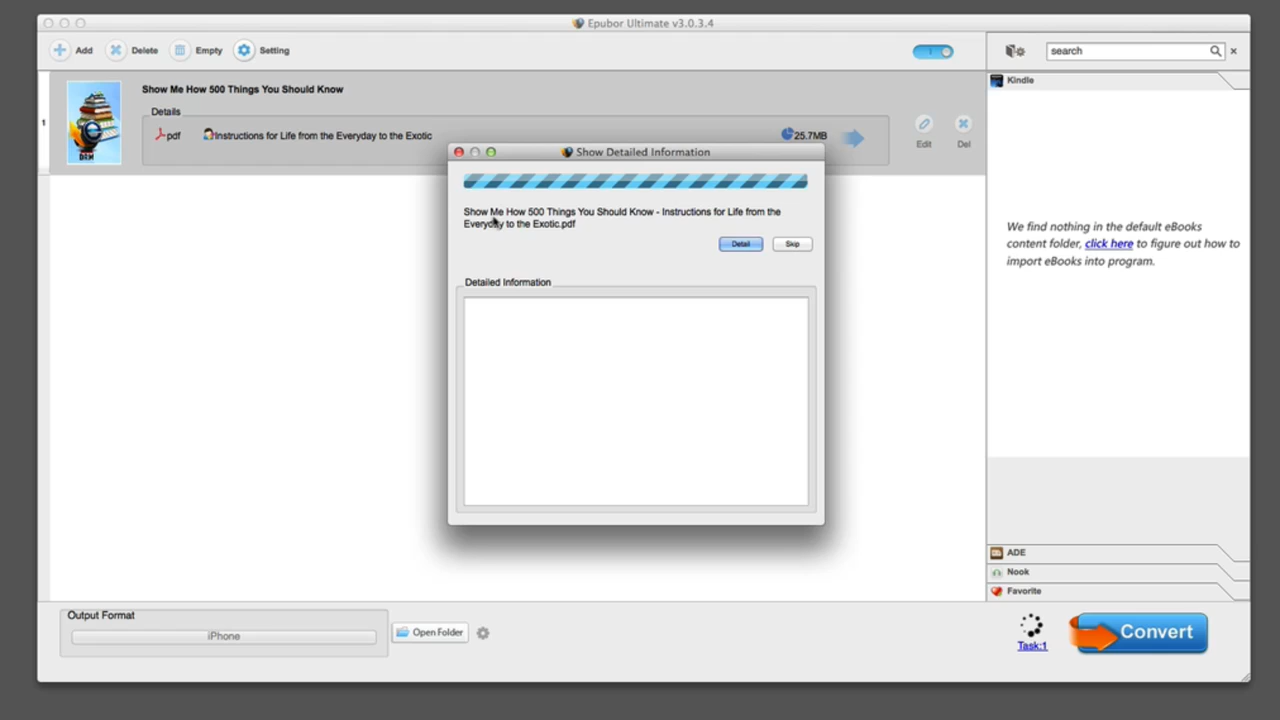 Epubor Ultimate v3.0.3.4
Add
Delete
Empty
Setting
1
search
Kindle
1
Show Me How 500 Things You Should Know
Details
pdf
Instructions for Life from the Everyday to the Exotic
25.7MB
Edit
Del
DRM
Show Detailed Information
Show Me How 500 Things You Should Know - Instructions for Life from the
Everyday to the Exotic.pdf
Detail
Skip
Detailed Information
We find nothing in the default eBooks
content folder, click here to figure out how to
import eBooks into program.
ADE
Nook
Favorite
Output Format
iPhone
Open Folder
Task:1
Convert